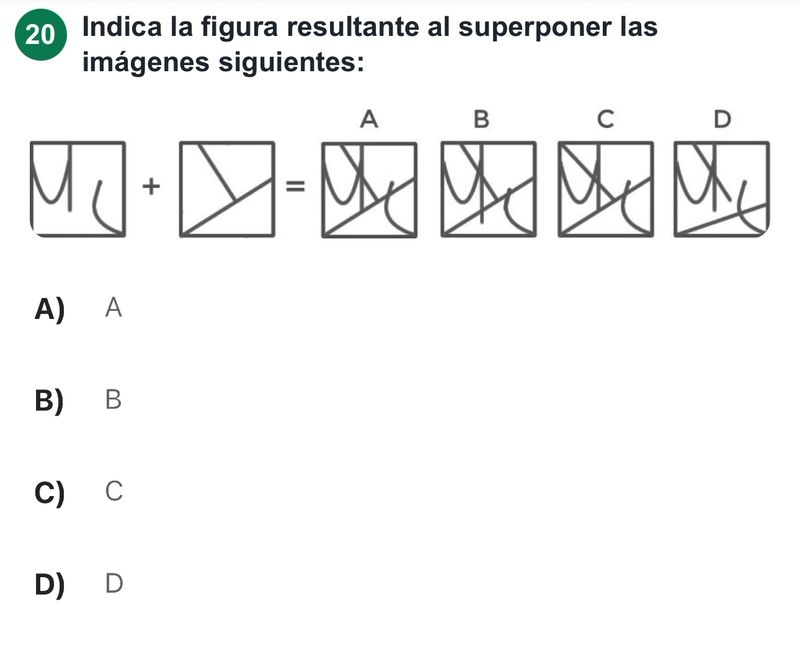 20 Indica la figura resultante al superponer las
imágenes siguientes:
A B C D
+ =
A) A
B) B
C) C
D) D